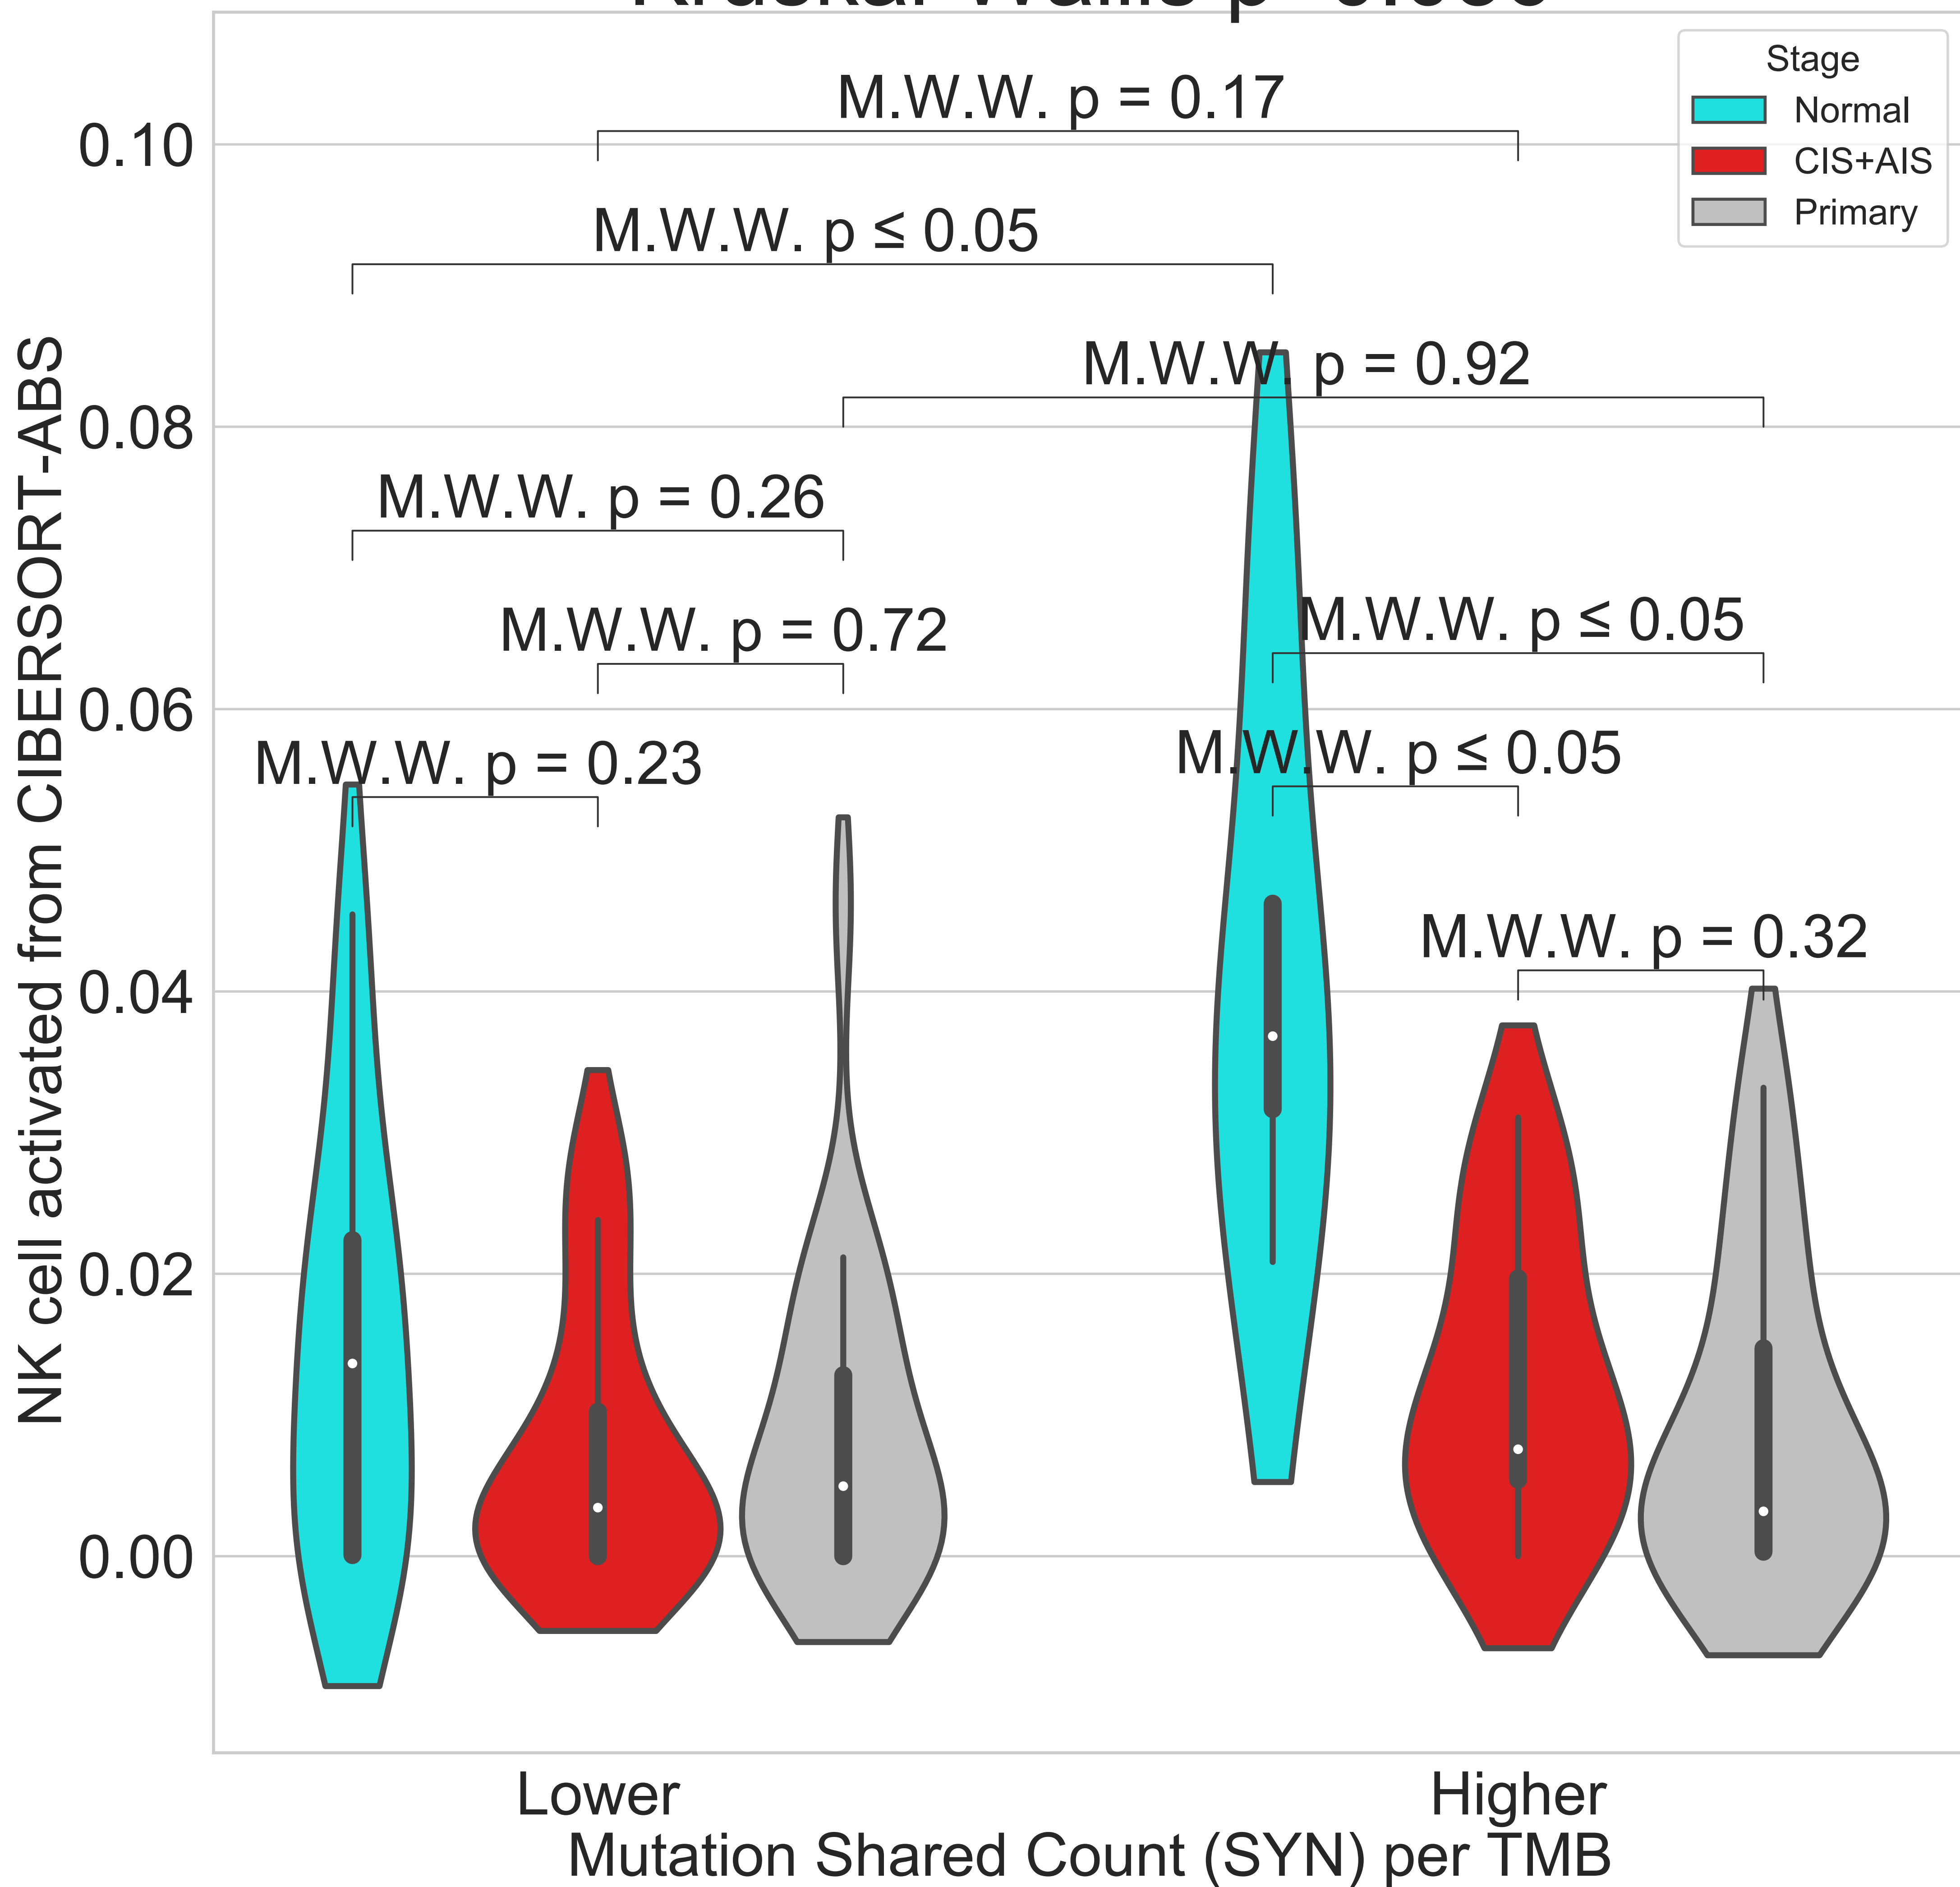 Stage
Normal
CIS+AIS
Primary
M.W.W. p = 0.17
0.10
M.W.W. p ≤ 0.05
M.W.W. p = 0.92
0.08
M.W.W. p = 0.26
M.W.W. p ≤ 0.05
M.W.W. p = 0.72
0.06
M.W.W. p ≤ 0.05
M.W.W. p = 0.23
M.W.W. p = 0.32
0.04
0.02
0.00
NK cell activated from CIBERSORT-ABS
Lower
Higher
Mutation Shared Count (SYN) per TMB